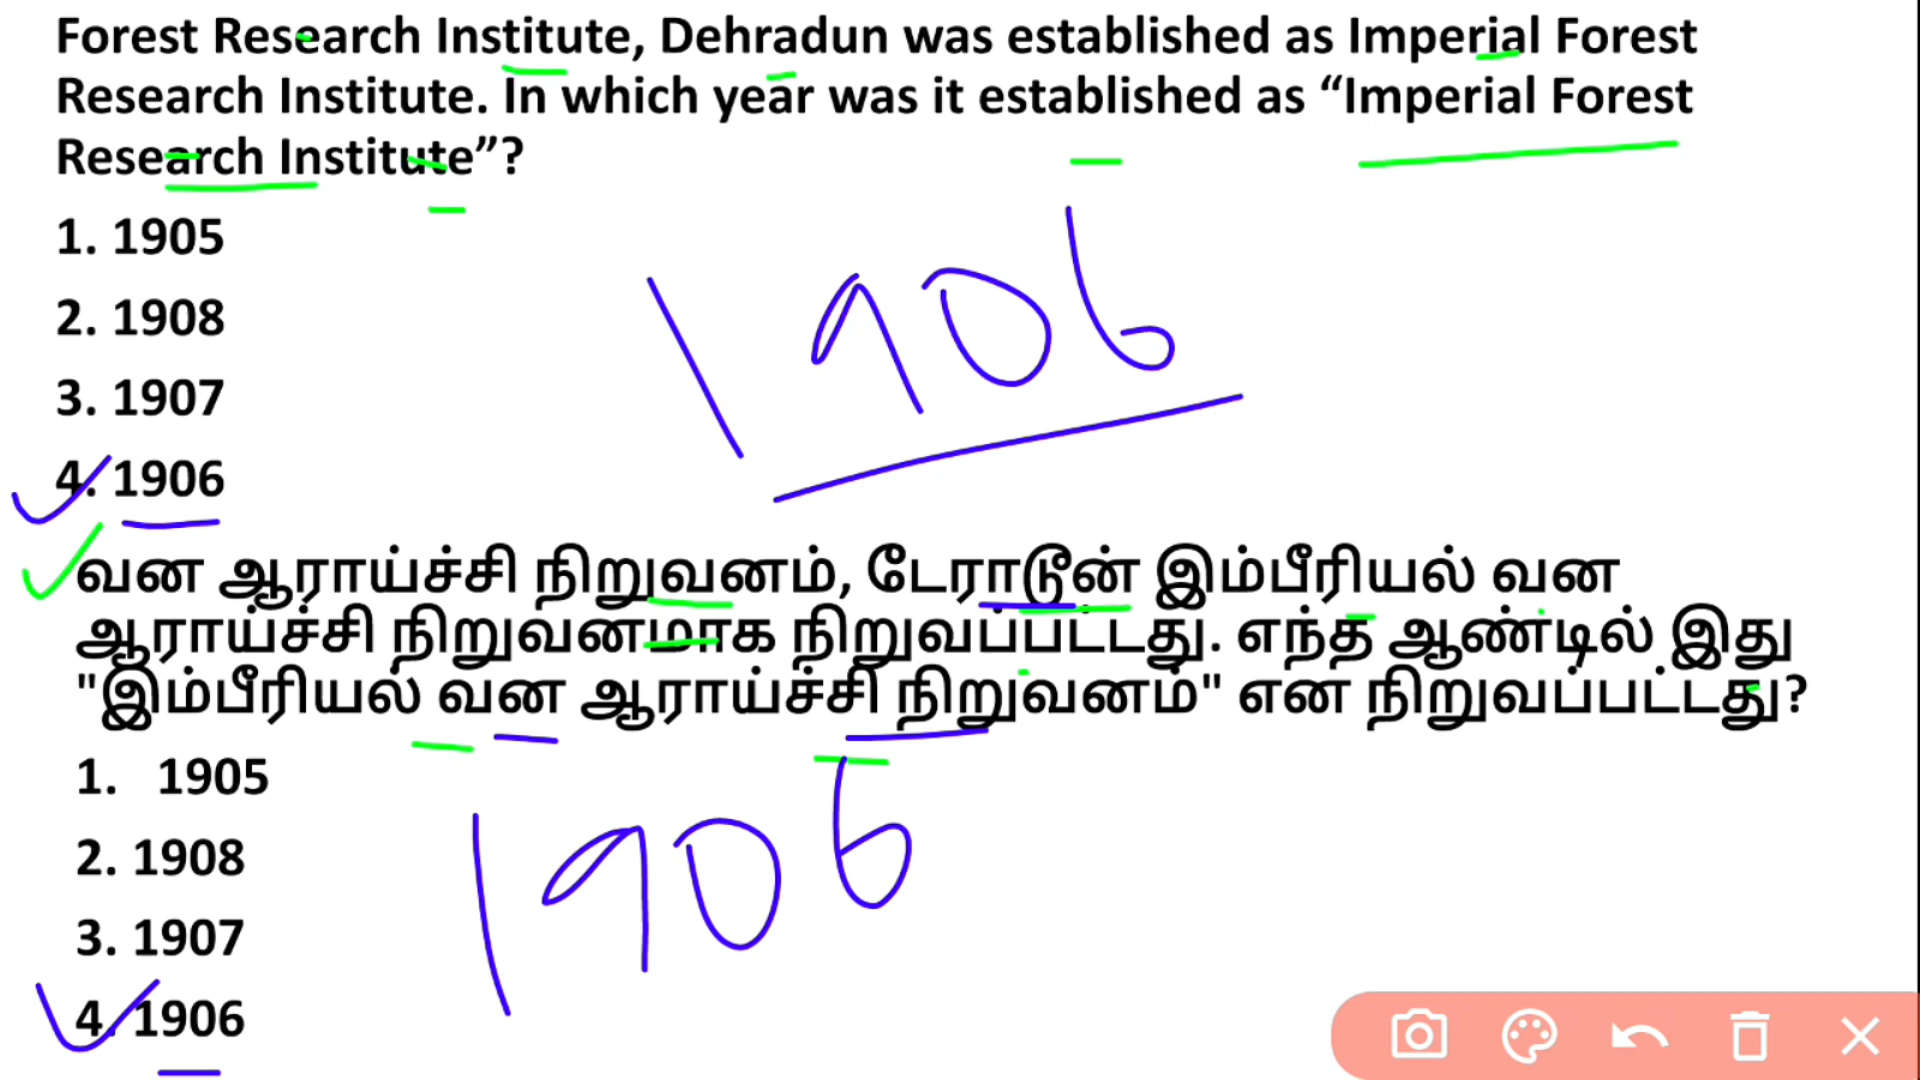 Forest Research Institute, Dehradun was established as Imperial Forest
Research Institute. In which year was it established as “Imperial Forest
Research Institute”?
1. 1905
2. 1908
3. 1907
4. 1906
1906
வன ஆராய்ச்சி நிறுவனம், டேராடூன் இம்பீரியல் வன
ஆராய்ச்சி நிறுவனமாக நிறுவப்பட்டது. எந்த ஆண்டில் இது
"இம்பீரியல் வன ஆராய்ச்சி நிறுவனம்" என நிறுவப்பட்டது?
1. 1905
2. 1908
3. 1907
4. 1906
1906